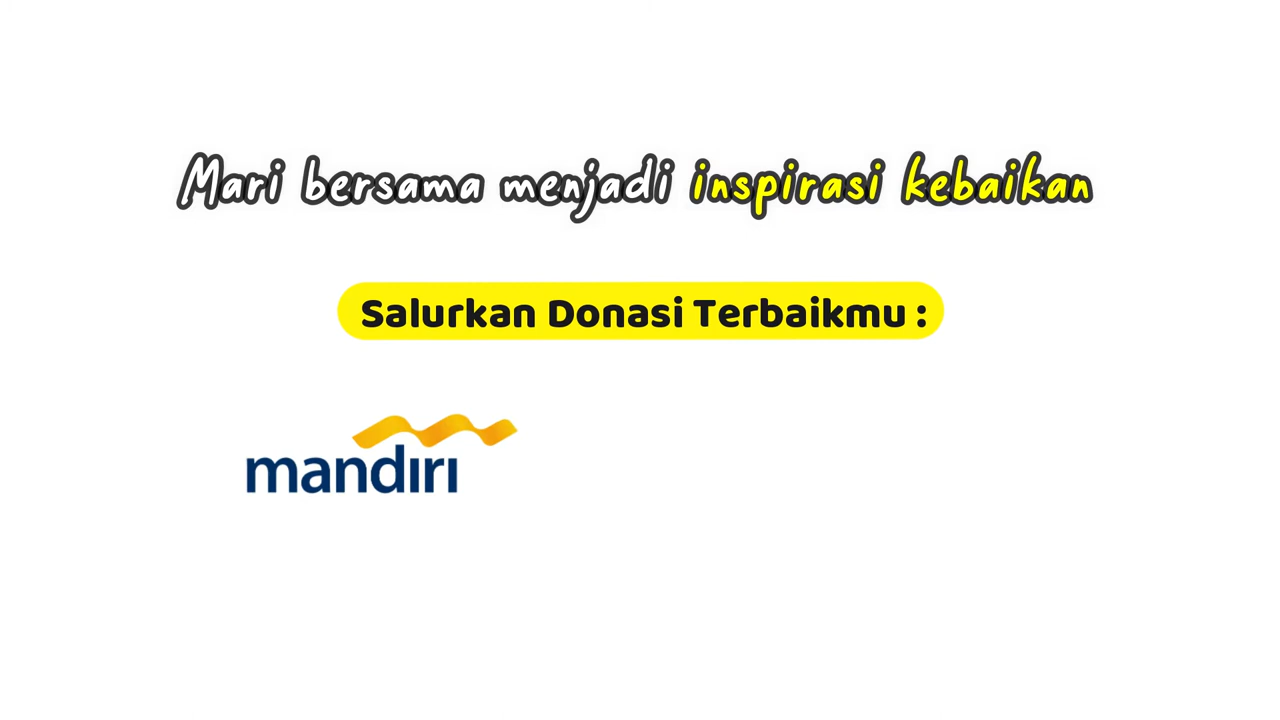 Mari bersama menjadi inspirasi kebaikan
Salurkan Donasi Terbaikmu :
mandiri